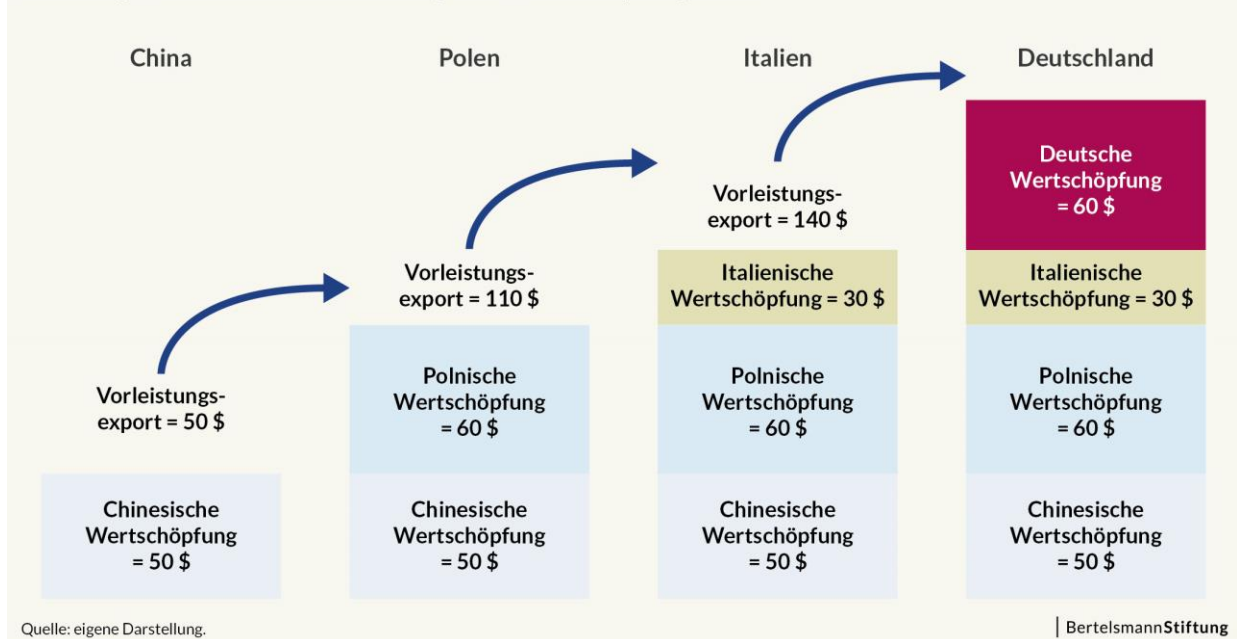 China
Polen
Italien
Deutschland
Vorleistungs-
export = 50 $
Chinesische
Wertschöpfung
= 50 $
Vorleistungs-
export = 110 $
Polnische
Wertschöpfung
= 60 $
Chinesische
Wertschöpfung
= 50 $
Vorleistungs-
export = 140 $
Italienische
Wertschöpfung = 30 $
Polnische
Wertschöpfung
= 60 $
Chinesische
Wertschöpfung
= 50 $
Deutsche
Wertschöpfung
= 60 $
Italienische
Wertschöpfung = 30 $
Polnische
Wertschöpfung
= 60 $
Chinesische
Wertschöpfung
= 50 $
Quelle: eigene Darstellung.
BertelsmannStiftung